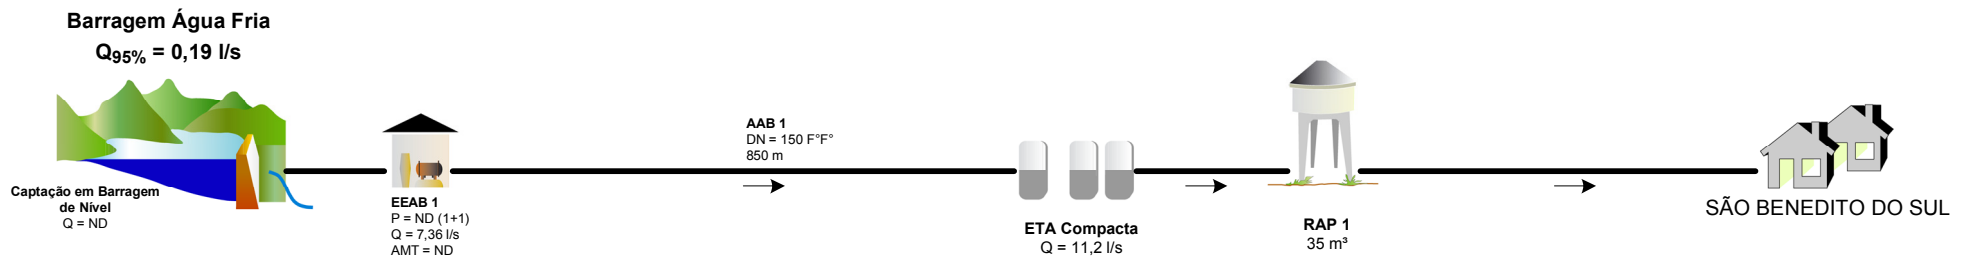 Barragem Água Fria
Q95% = 0,19 l/s
Captação em Barragem
de Nível
Q = ND
EEAB 1
P = ND (1+1)
Q = 7,36 l/s
AMT = ND
AAB 1
DN = 150 F°F°
850 m
ETA Compacta
Q = 11,2 l/s
RAP 1
35 m³
SÃO BENEDITO DO SUL